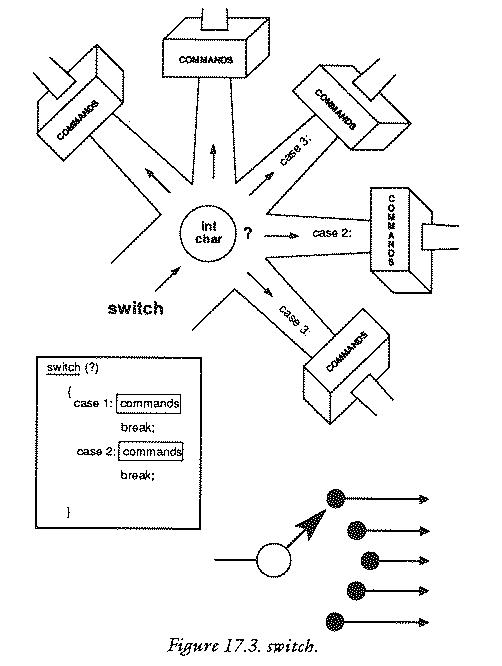 COMMANDS
COMMANDS
COMMANDS
case 3:
COMMANDS
int
char
?
case 2:
case 3:
COMMANDS
switch
switch (?)
{
case 1: commands
break;
case 2: commands
break;
}
Figure 17.3. switch.